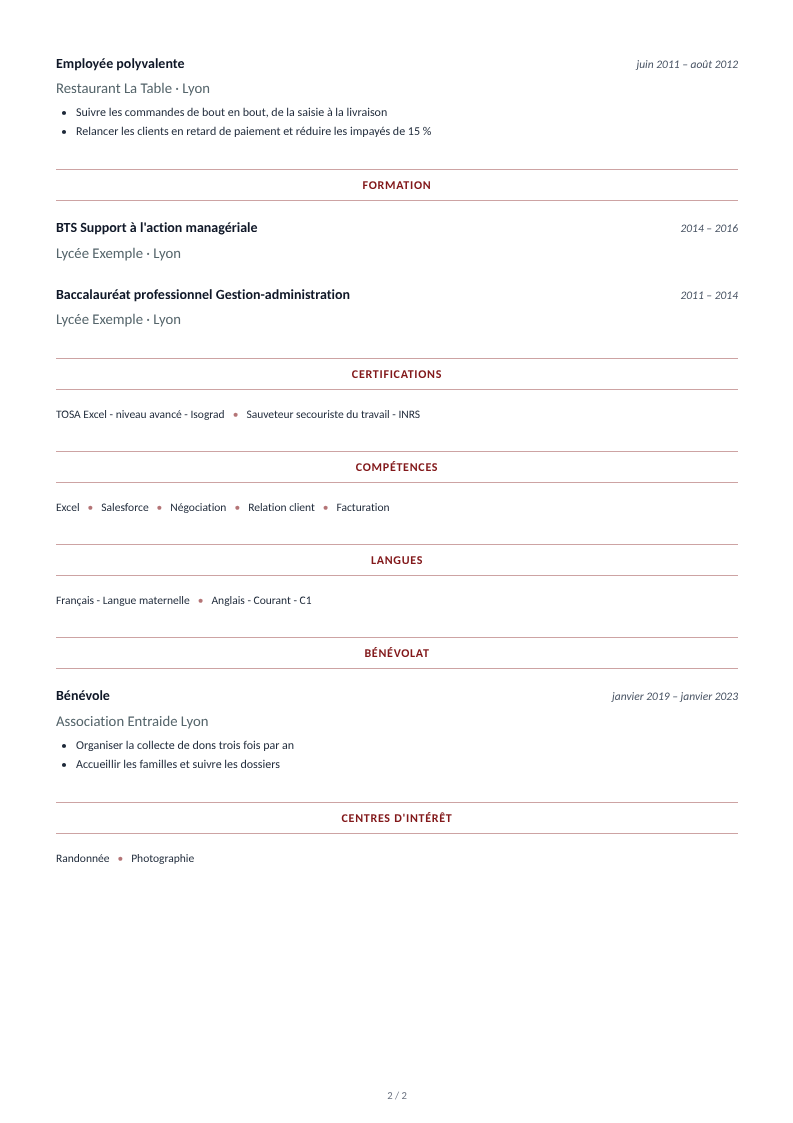 Employée polyvalente juin 2011 – août 2012
Restaurant La Table · Lyon
• Suivre les commandes de bout en bout, de la saisie à la livraison
• Relancer les clients en retard de paiement et réduire les impayés de 15 %
FORMATION
BTS Support à l'action managériale 2014 – 2016
Lycée Exemple · Lyon
Baccalauréat professionnel Gestion-administration 2011 – 2014
Lycée Exemple · Lyon
CERTIFICATIONS
TOSA Excel - niveau avancé - Isograd • Sauveteur secouriste du travail - INRS
COMPÉTENCES
Excel • Salesforce • Négociation • Relation client • Facturation
LANGUES
Français - Langue maternelle • Anglais - Courant - C1
BÉNÉVOLAT
Bénévole janvier 2019 – janvier 2023
Association Entraide Lyon
• Organiser la collecte de dons trois fois par an
• Accueillir les familles et suivre les dossiers
CENTRES D'INTÉRÊT
Randonnée • Photographie
2 / 2